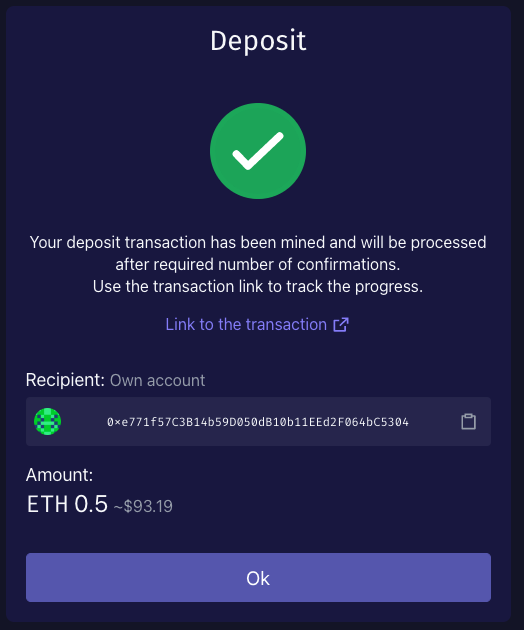 Deposit
Your deposit transaction has been mined and will be processed
after required number of confirmations.
Use the transaction link to track the progress.
Link to the transaction
Recipient: Own account
0×e771f57C3B14b59D050dB10b11EEd2F064bC5304
Amount:
ETH 0.5 ~$93.19
Ok